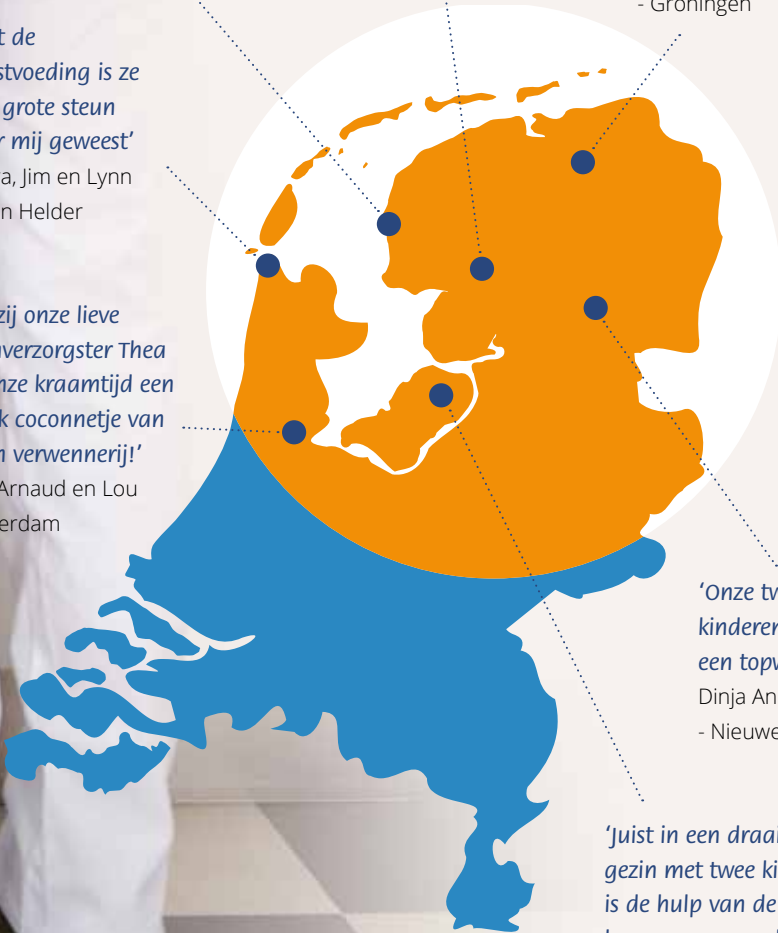 - Groningen
t de
stvoeding is ze
grote steun
r mij geweest’
a, Jim en Lynn
n Helder
zij onze lieve
verzorgster Thea
nze kraamtijd een
k coconnetje van
n verwennerij!’
Arnaud en Lou
erdam
‘Onze tw
kinderen
een topw
Dinja An
- Nieuwe
‘Juist in een draai
gezin met twee ki
is de hulp van de